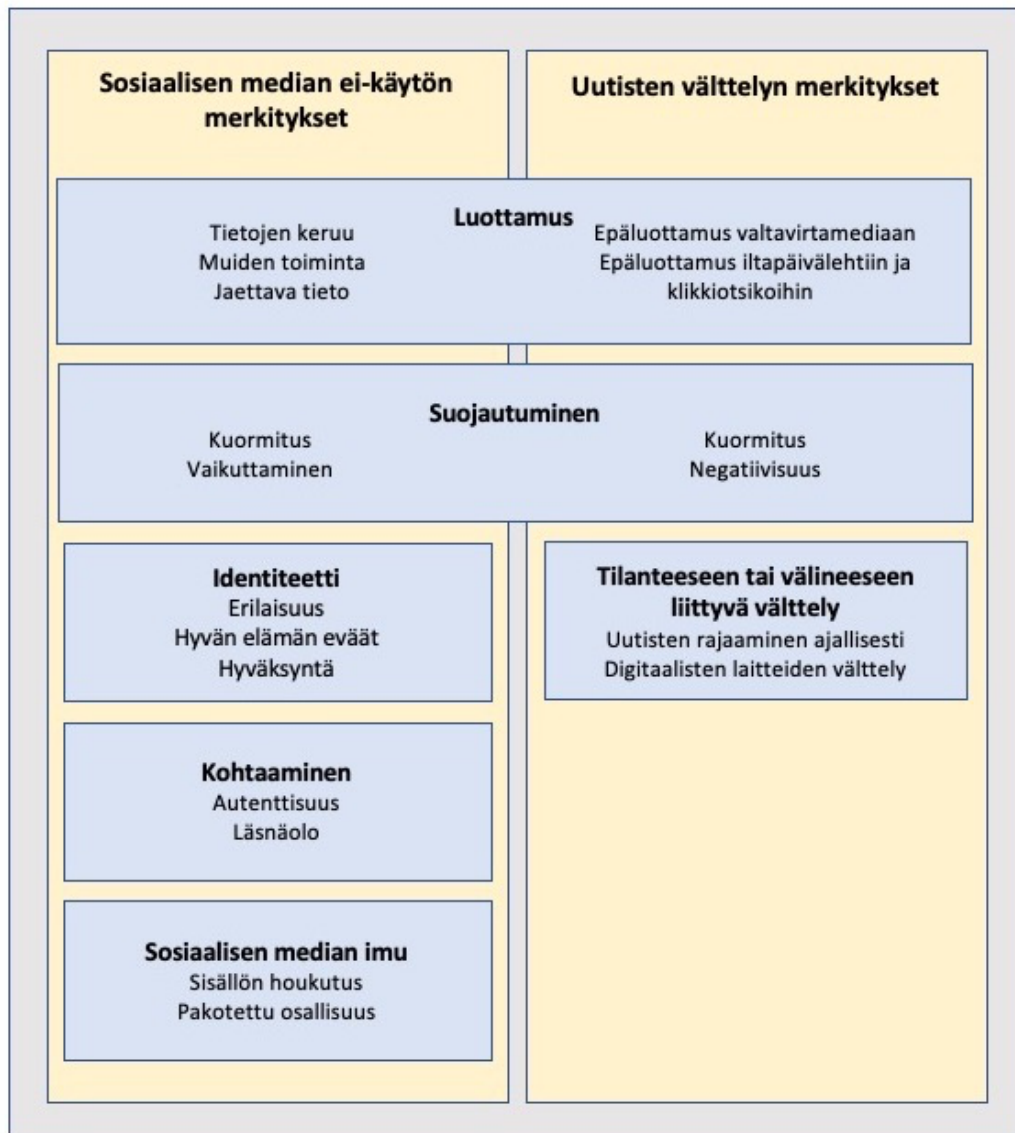 Sosiaalisen median ei-käytön
merkitykset
Uutisten välttelyn merkitykset
Luottamus
Tietojen keruu
Muiden toiminta
Jaettava tieto
Epäluottamus valtavirtamediaan
Epäluottamus iltapäivälehtiin ja
klikkiotsikoihin
Suojautuminen
Kuormitus
Vaikuttaminen
Kuormitus
Negatiivisuus
Identiteetti
Erilaisuus
Hyvän elämän eväät
Hyväksyntä
Tilanteeseen tai välineeseen
liittyvä välttely
Uutisten rajaaminen ajallisesti
Digitaalisten laitteiden välttely
Kohtaaminen
Autenttisuus
Läsnäolo
Sosiaalisen median imu
Sisällön houkutus
Pakotettu osallisuus